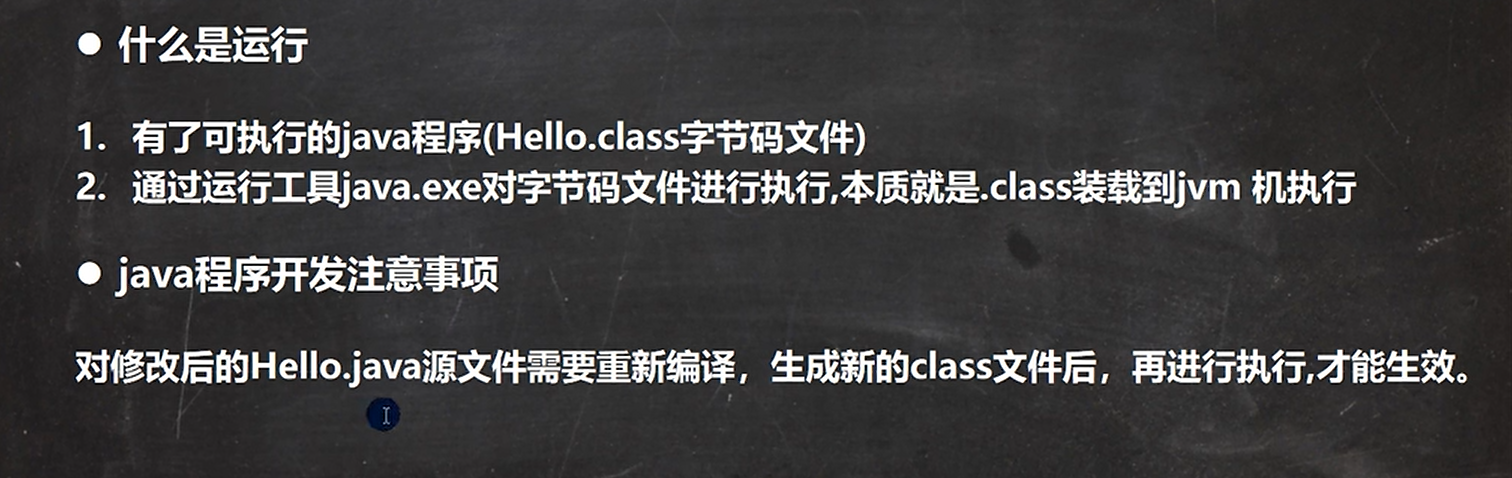 ● 什么是运行
1. 有了可执行的java程序(Hello.class字节码文件)
2. 通过运行工具java.exe对字节码文件进行执行,本质就是.class装载到jvm 机执行
● java程序开发注意事项
对修改后的Hello.java源文件需要重新编译，生成新的class文件后，再进行执行,才能生效。